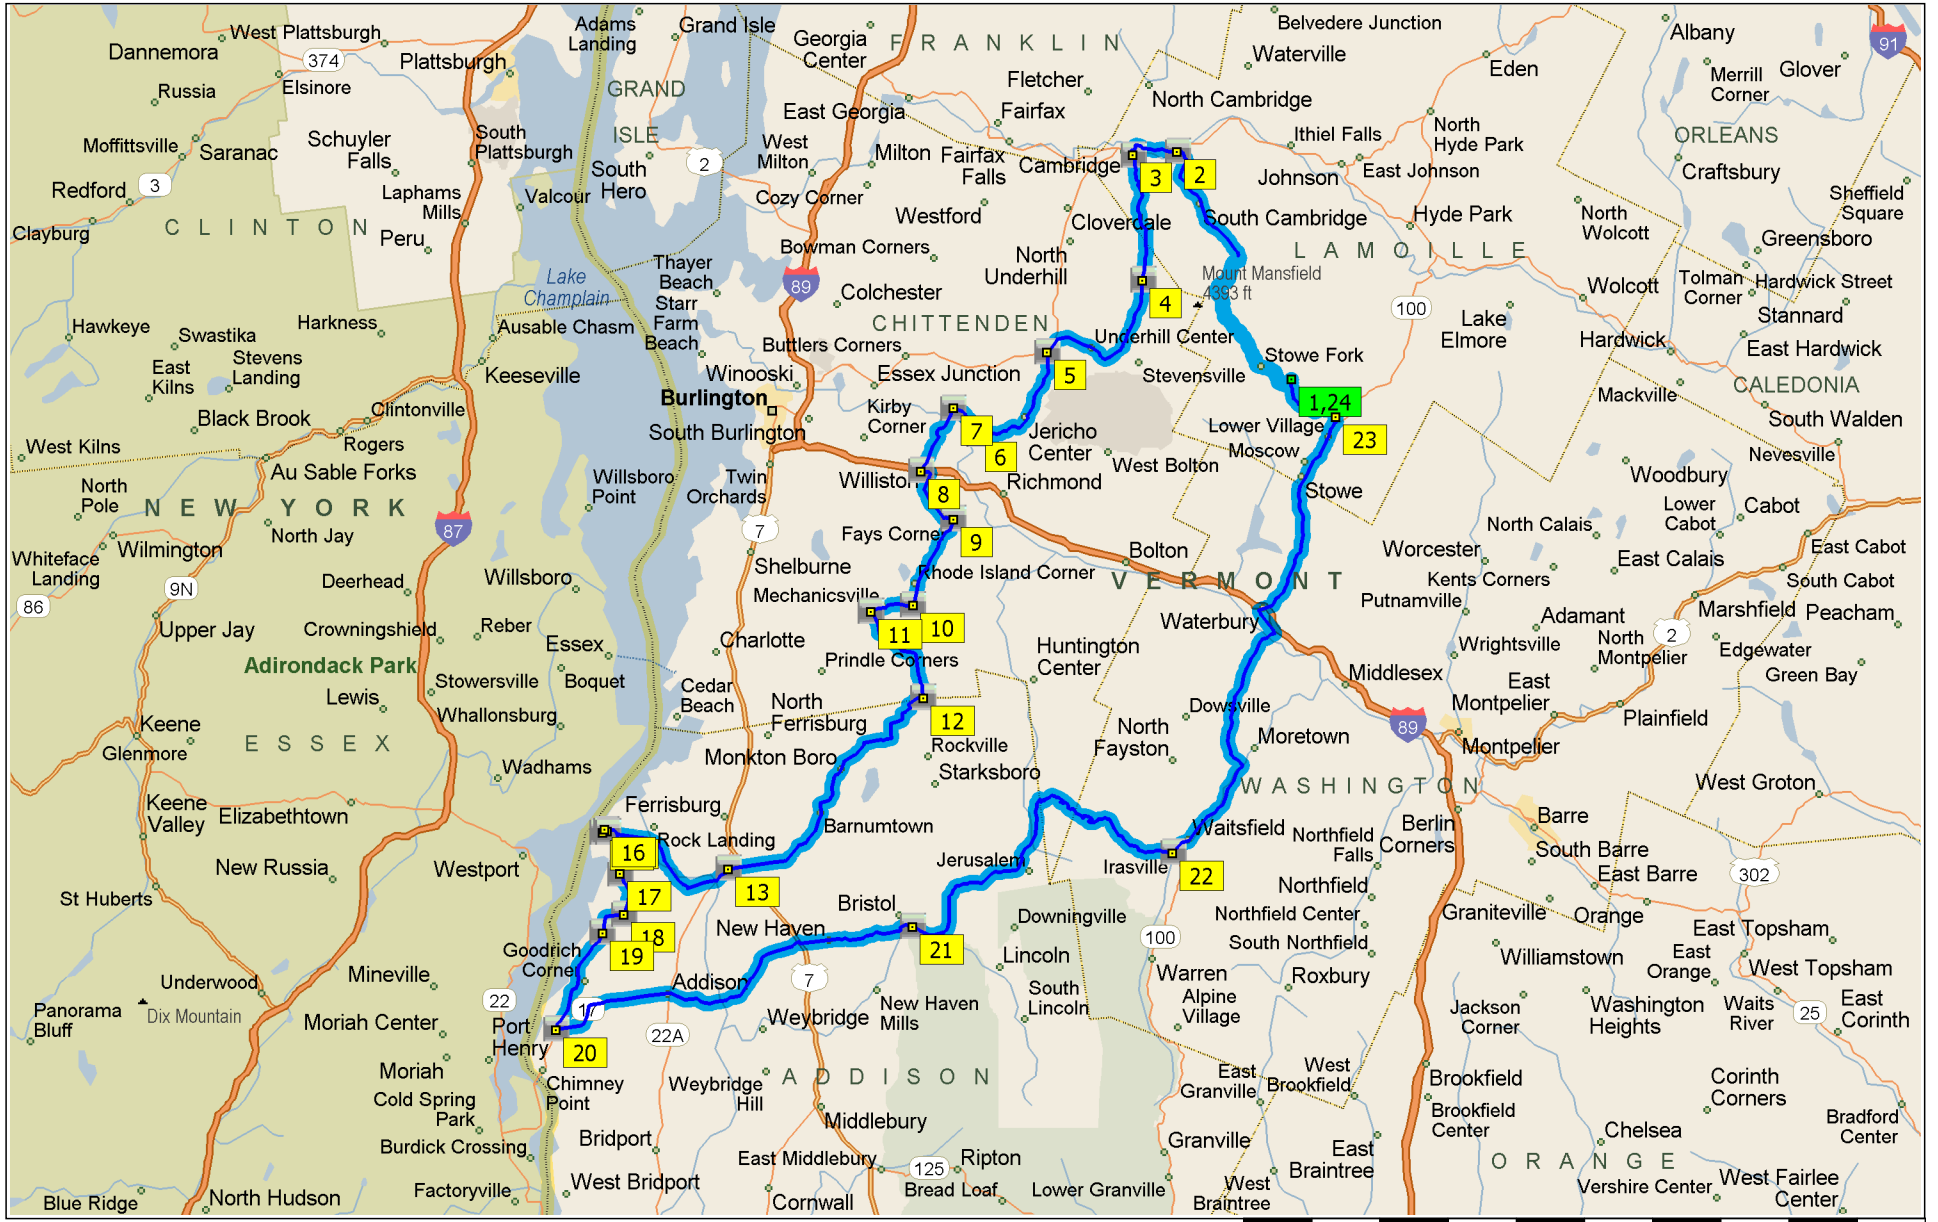 West Plattsburgh
Dannemora
374
Plattsburgh
Adams
Landing
Grand Isle
Georgia
Center
FRANKLIN
Belvedere Junction
Waterville
Albany
91
Eden
Merrill
Corner
Glover
Russia
Elsinore
GRAND
ISLE
Fletcher
North Cambridge
East Georgia
Fairfax
Moffittsville
Saranac
Schuyler
Falls
South
Plattsburgh
West
Milton
Milton
Fairfax
Falls
Cambridge
Ithiel Falls
North
Hyde Park
ORLEANS
Craftsbury
Redford
3
Laphams
Mills
Valcour
South
Hero
2
Cozy Corner
3
2
Johnson
East Johnson
Sheffield
Square
Clayburg
CLINTON
Peru
Westford
Cloverdale
South Cambridge
Hyde Park
North
Wolcott
Greensboro
Bowman Corners
North
Underhill
LAMOILLE
Lake
Champlain
Thayer
Beach
89
Colchester
Mount Mansfield
4393 ft
4
100
Wolcott
Tolman
Corner
Hardwick Street
Stannard
Hawkeye
Swastika
Harkness
Ausable Chasm
Starr
Farm
Beach
CHITTENDEN
Underhill Center
Lake
Elmore
Hardwick
East Hardwick
East
Kilns
Stevens
Landing
Keeseville
Buttlers Corners
Winooski
Essex Junction
5
Stevensville
Stowe Fork
CALEDONIA
Mackville
Black Brook
Clintonville
Rogers
Burlington
South Burlington
Kirby
Corner
7
6
Jericho
Center
1,24
Lower Village
23
South Walden
West Kilns
Au Sable Forks
Moscow
West Bolton
Nevesville
North
Pole
NEW YORK
Willsboro
Point
Twin
Orchards
Williston
8
Richmond
Stowe
Woodbury
Lower
Cabot
Cabot
87
North Jay
7
Fays Corner
9
North Calais
Whiteface
Landing
Wilmington
Bolton
Worcester
East Calais
East Cabot
86
9N
Deerhead
Willsboro
Shelburne
Rhode Island Corner
VERMONT
Kents Corners
South Cabot
Mechanicsville
Putnamville
Marshfield
Peacham
Upper Jay
Crowningshield
Reber
Essex
Charlotte
11
10
Waterbury
Adamant
Wrightsville
North
Montpelier
2
Edgewater
Adirondack Park
Stowersville
Boquet
Prindle Corners
Huntington
Center
Middlesex
Green Bay
Lewis
Whallonsburg
Cedar
Beach
North
Ferrisburg
12
Dowsville
East
Montpelier
89
Plainfield
Keene
Glenmore
ESSEX
Rockville
North
Fayston
Moretown
Montpelier
Wadhams
Monkton Boro
Starksboro
WASHINGTON
West Groton
Keene
Valley
Elizabethtown
Ferrisburg
Rock Landing
Barnumtown
Waitsfield
Northfield
Falls
Berlin
Corners
Barre
16
Jerusalem
Irasville
22
South Barre
New Russia
Westport
13
East Barre
302
St Huberts
17
Bristol
Northfield
Graniteville
Orange
18
New Haven
Downingville
Northfield Center
East Topsham
19
21
Goodrich
Corner
Lincoln
100
South Northfield
Williamstown
East
Orange
West Topsham
Underwood
Mineville
Addison
7
Warren
Roxbury
22
17
New Haven
Mills
South
Lincoln
Alpine
Village
Jackson
Corner
Washington
Heights
Waits
River
25
East
Corinth
Panorama
Bluff
Dix Mountain
Moriah Center
Port
Henry
22A
Weybridge
20
Moriah
Chimney
Point
Weybridge
Hill
ADDISON
East
Granville
West
Brookfield
Brookfield
Corinth
Corners
Cold Spring
Park
Middlebury
Brookfield
Center
Bradford
Center
Burdick Crossing
Bridport
Granville
East
Braintree
Chelsea
East Middlebury
125
Ripton
ORANGE
Factoryville
West Bridport
Bread Loaf
Lower Granville
West
Braintree
Vershire Center
West Fairlee
Center
Blue Ridge
North Hudson
Cornwall